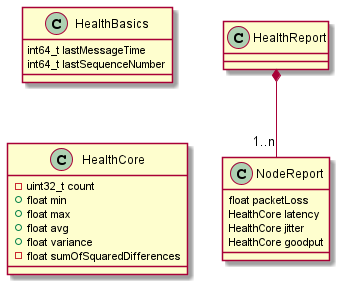 C HealthBasics
int64_t lastMessageTime
int64_t lastSequenceNumber
C HealthReport
1..n
C HealthCore
uint32_t count
float min
float max
float avg
float variance
float sumOfSquaredDifferences
C NodeReport
float packetLoss
HealthCore latency
HealthCore jitter
HealthCore goodput